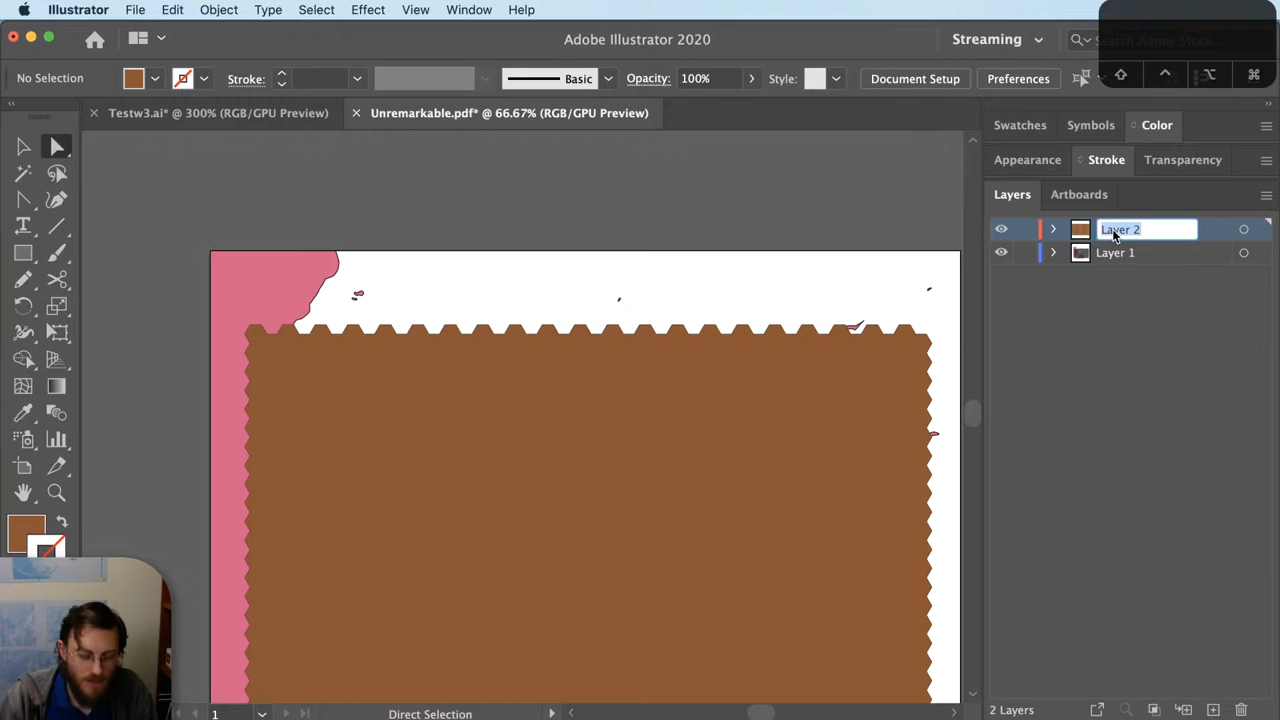 Illustrator File Edit Object Type Select Effect View Window Help
Adobe Illustrator 2020
Streaming
Search Adobe Stock
No Selection
Stroke:
Basic
Opacity:
100%
Style:
Document Setup
Preferences
Testw3.ai* @ 300% (RGB/GPU Preview)
Unremarkable.pdf* @ 66.67% (RGB/GPU Preview)
Swatches
Symbols
Color
Appearance
Stroke
Transparency
Layers
Artboards
Layer 2
Layer 1
1
Direct Selection
2 Layers